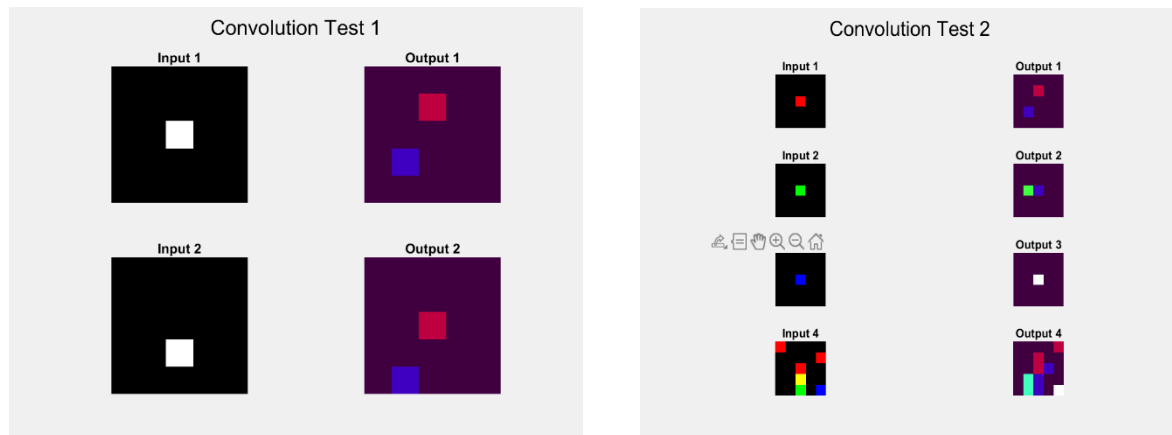 Convolution Test 1
Input 1 Output 1
Input 2 Output 2
Convolution Test 2
Input 1 Output 1
Input 2 Output 2
Output 3
Input 4 Output 4